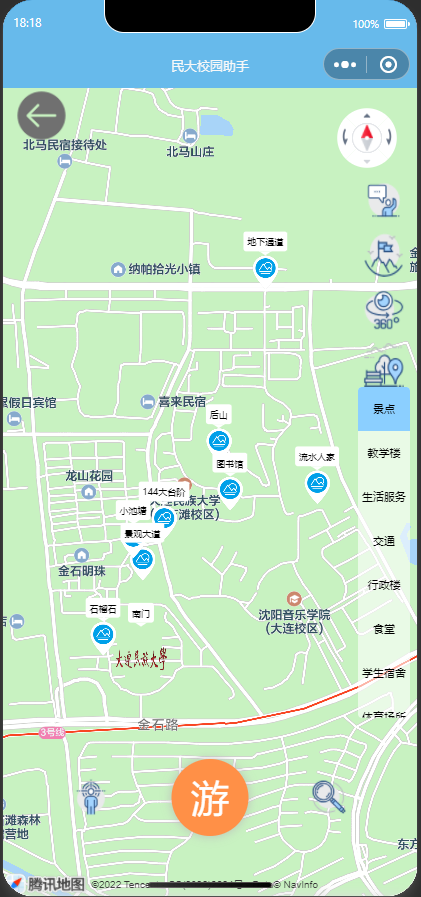 18:18
100%
民大校园助手
北马民宿接待处
北马山庄
地下通道
纳帕拾光小镇
360°
景点
假日宾馆
喜来民宿
后山
教学楼
龙山花园
图书馆
流水人家
生活服务
144大台阶
小池塘
民族大学
滩校区）
景观大道
交通
金石明珠
行政楼
石榴石
南门
沈阳音乐学院
（大连校区）
食堂
大连民族大学
学生宿舍
体育场所
金石路
3号线
游
滩森林
营地
东方
腾讯地图
©2022 Tencent
© NavInfo